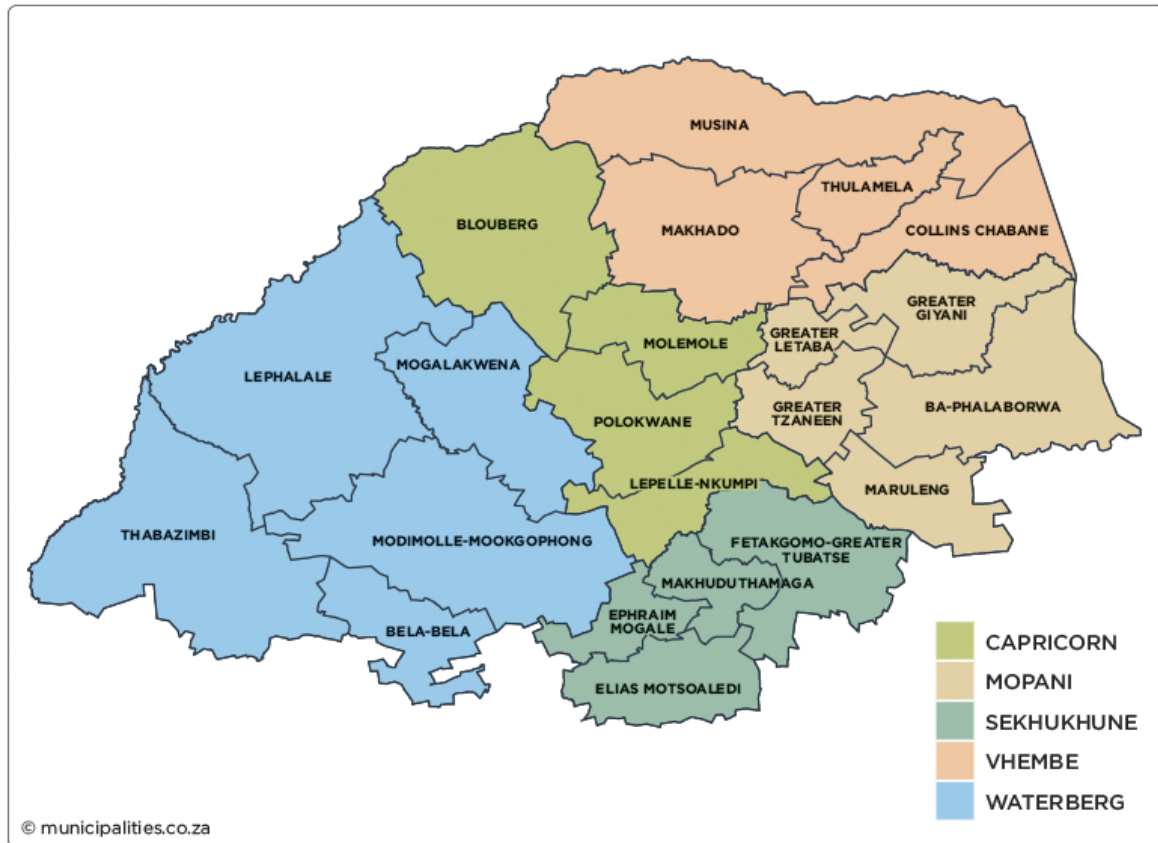 MUSINA
THULAMELA
BLOUBERG
MAKHADO
COLLINS CHABANE
GREATER
GIYANI
MOLEMOLE
GREATER
LETABA
MOGALAKWENA
LEPHALALE
BA-PHALABORWA
GREATER
TZANEEN
POLOKWANE
LEPELLE-NKUMPI
MARULENG
THABAZIMBI
MODIMOLLE-MOOKGOPHONG
FETAKGOMO-GREATER
TUBATSE
MAKHUDUTHAMAGA
EPHRAIM
MOGALE
BELA-BELA
ELIAS MOTSOALEDI
CAPRICORN
MOPANI
SEKHUKHUNE
VHEMBE
WATERBERG
© municipalities.co.za